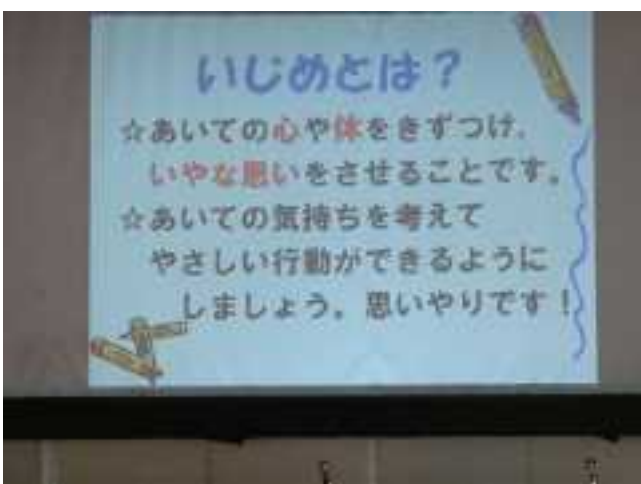 いじめとは？
☆あいての心や体をきずつけ、
いやな思いをさせることです。
☆あいての気持ちを考えて
やさしい行動ができるように
しましょう。思いやりです！